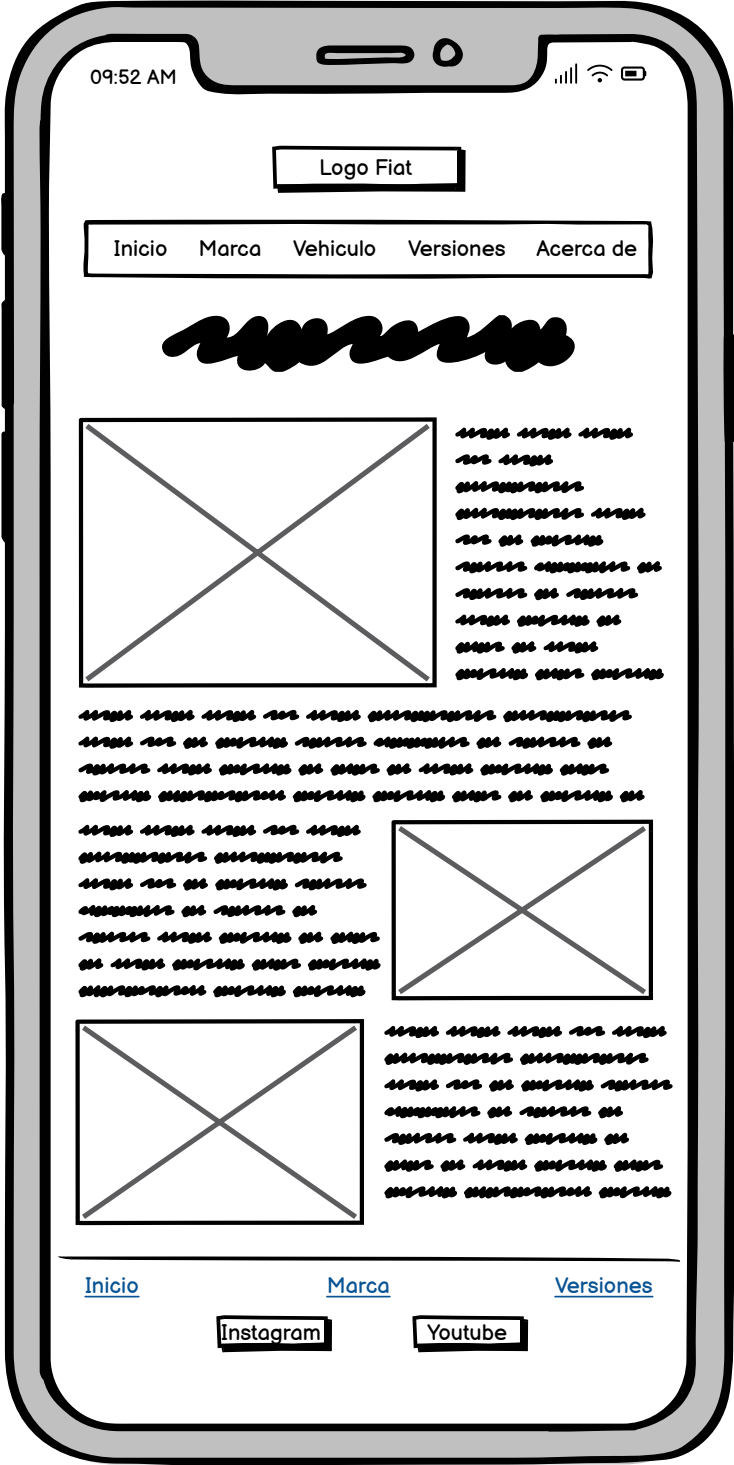 09:52 AM
Logo Fiat
Inicio Marca Vehiculo Versiones Acerca de
Inicio Marca Versiones
Instagram Youtube